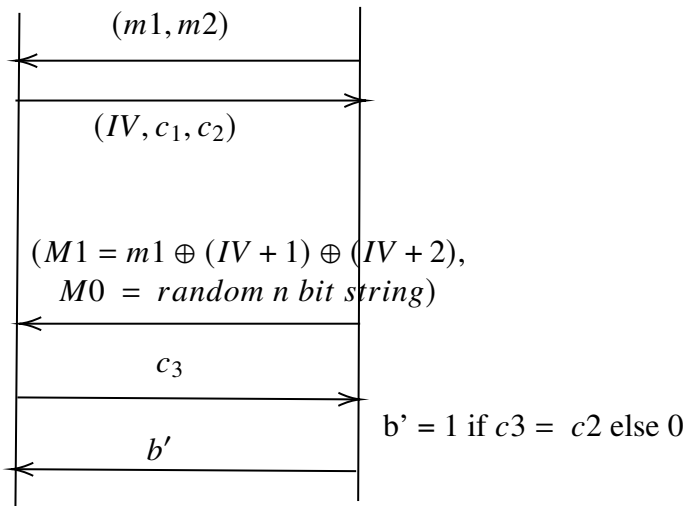 (m1, m2)
(IV, c₁, c₂)
(M1 = m1 ⊕ (IV + 1) ⊕ (IV + 2),
M0 = random n bit string)
c₃
b’ = 1 if c3 = c2 else 0
b′